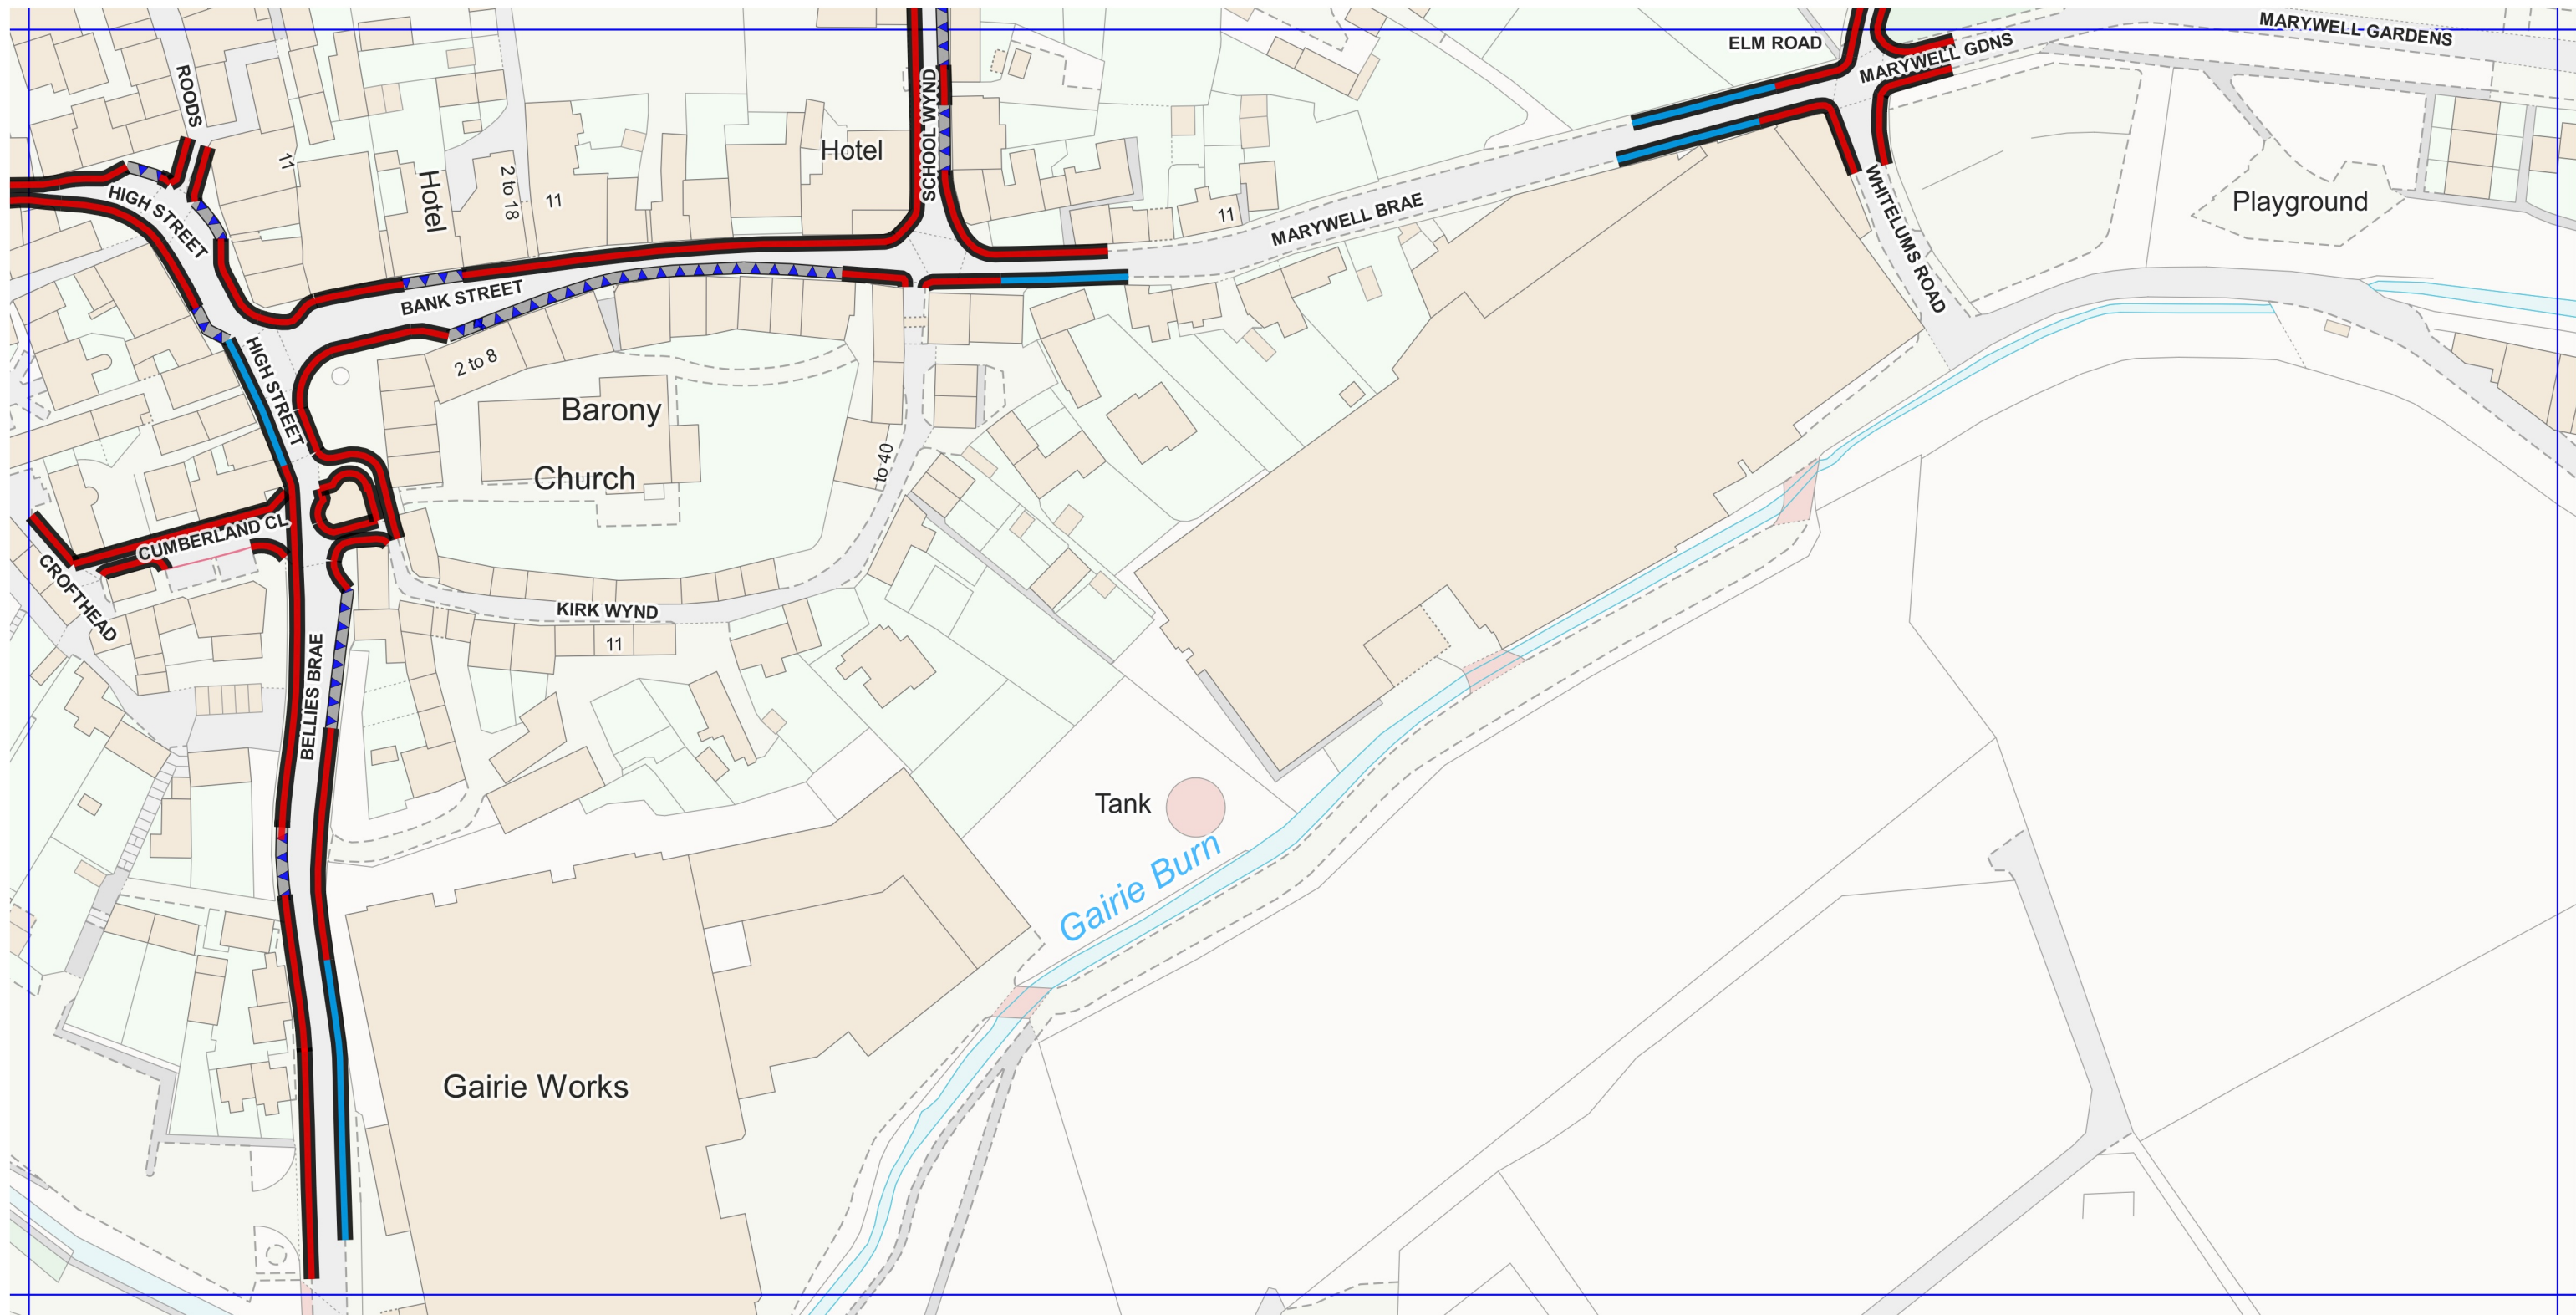 MARYWELL GARDENS
ELM ROAD
MARYWELL GDNS
ROODS
SCHOOL WYND
11
Hotel
Hotel
2 to 18
11
HIGH STREET
11
MARYWELL BRAE
WHITELUMS ROAD
Playground
BANK STREET
HIGH STREET
2 to 8
Barony
Church
to 40
CUMBERLAND CL
CROFTHEAD
KIRK WYND
11
BELLIES BRAE
Tank
Gairie Burn
Gairie Works